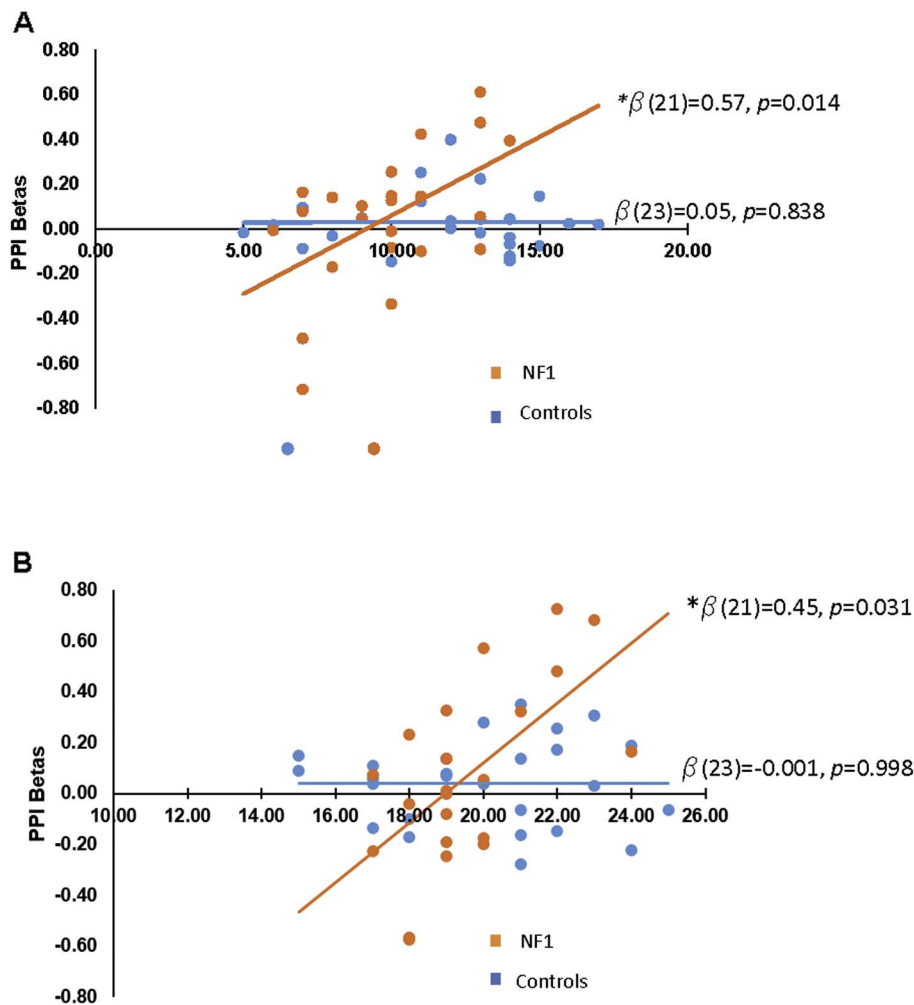 A
0.80
0.60
*β(21)=0.57, p=0.014
0.40
0.20
β(23)=0.05, p=0.838
0.00
0.00 5.00 10.00 15.00 20.00
-0.20
-0.40
-0.60
-0.80
PPI Betas
NF1
Controls
B
0.80
*β(21)=0.45, p=0.031
0.60
0.40
0.20
β(23)=-0.001, p=0.998
0.00
10.00 12.00 14.00 16.00 18.00 20.00 22.00 24.00 26.00
-0.20
-0.40
-0.60
-0.80
PPI Betas
NF1
Controls